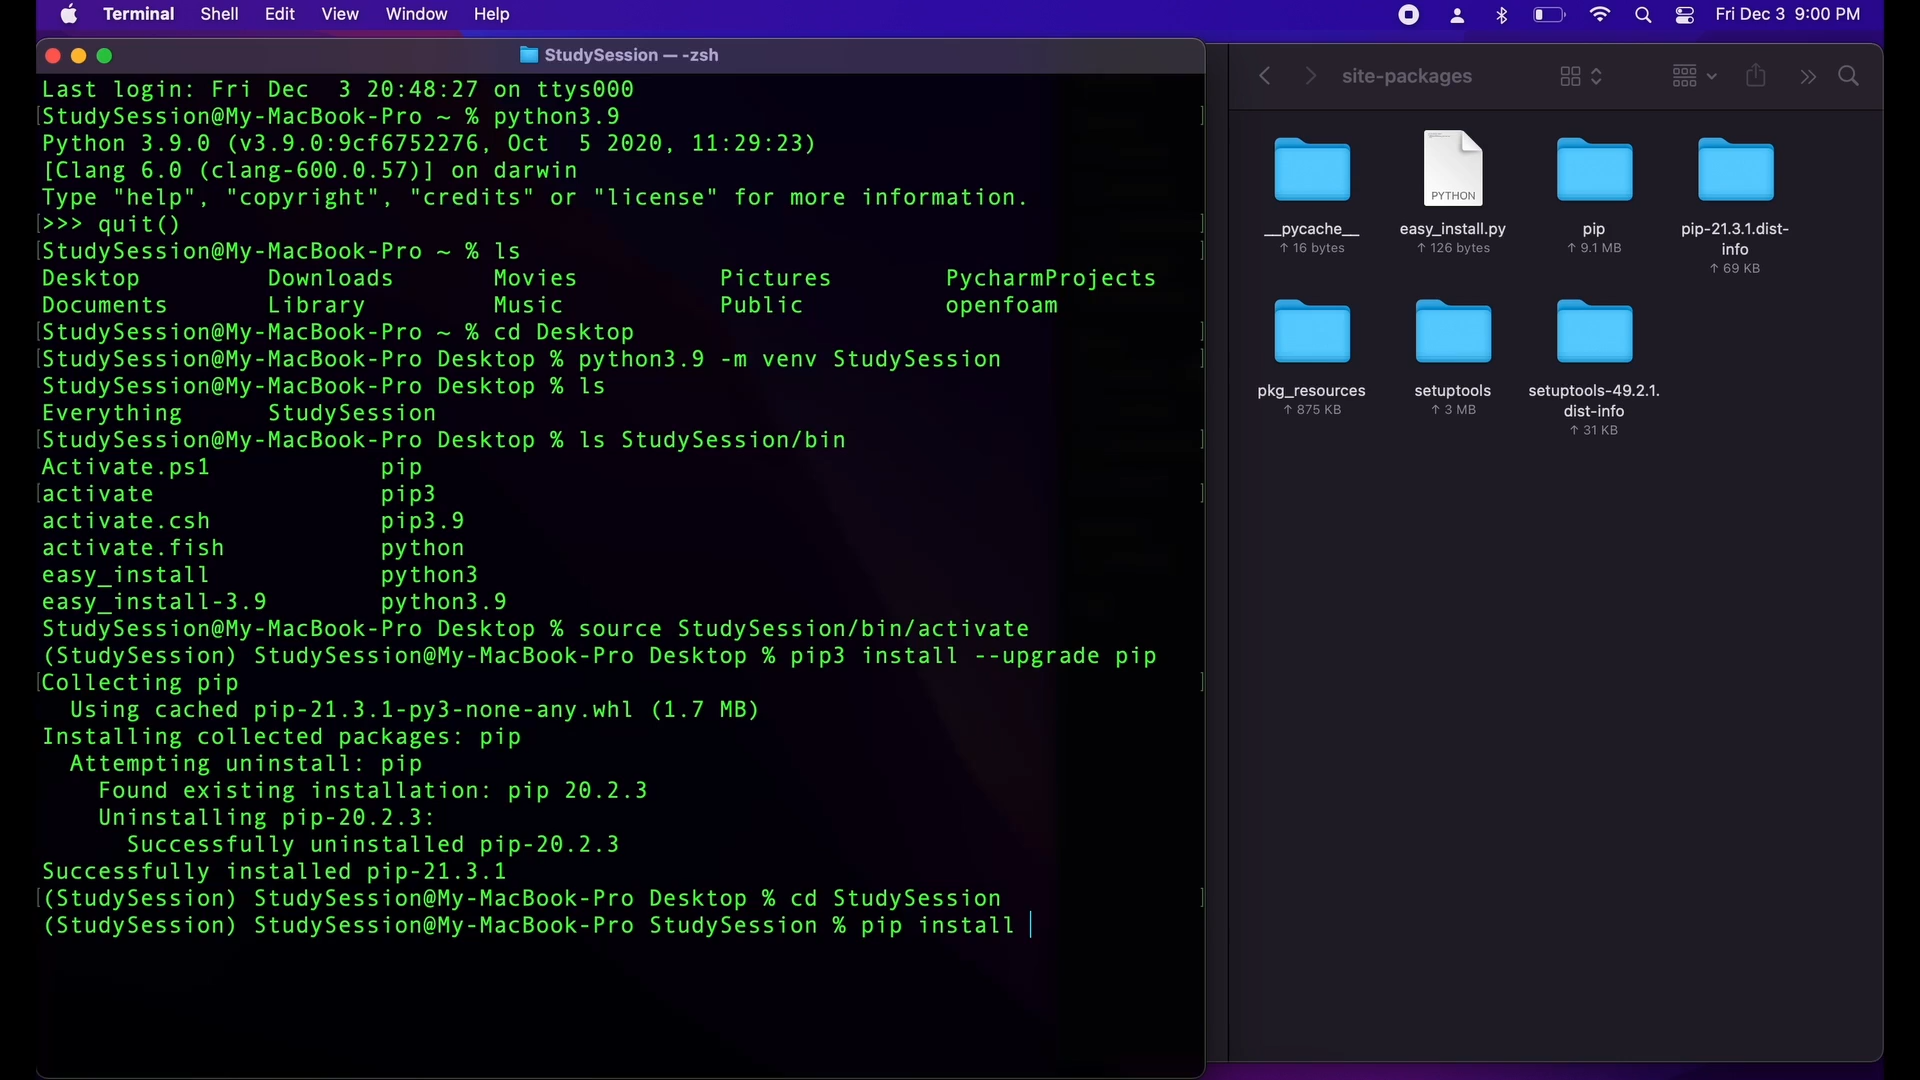 Terminal Shell Edit View Window Help Fri Dec 3 9:00 PM
StudySession — -zsh
Last login: Fri Dec  3 20:48:27 on ttys000
[StudySession@My-MacBook-Pro ~ % python3.9 ]
Python 3.9.0 (v3.9.0:9cf6752276, Oct  5 2020, 11:29:23)
[Clang 6.0 (clang-600.0.57)] on darwin
Type "help", "copyright", "credits" or "license" for more information.
[>>> quit() ]
[StudySession@My-MacBook-Pro ~ % ls ]
Desktop Downloads Movies Pictures PycharmProjects
Documents Library Music Public openfoam
[StudySession@My-MacBook-Pro ~ % cd Desktop ]
[StudySession@My-MacBook-Pro Desktop % python3.9 -m venv StudySession ]
StudySession@My-MacBook-Pro Desktop % ls
Everything StudySession
[StudySession@My-MacBook-Pro Desktop % ls StudySession/bin ]
Activate.ps1 pip
[activate pip3 ]
activate.csh pip3.9
activate.fish python
easy_install python3
easy_install-3.9 python3.9
StudySession@My-MacBook-Pro Desktop % source StudySession/bin/activate
(StudySession) StudySession@My-MacBook-Pro Desktop % pip3 install --upgrade pip
[Collecting pip ]
  Using cached pip-21.3.1-py3-none-any.whl (1.7 MB)
Installing collected packages: pip
  Attempting uninstall: pip
    Found existing installation: pip 20.2.3
    Uninstalling pip-20.2.3:
      Successfully uninstalled pip-20.2.3
Successfully installed pip-21.3.1
[(StudySession) StudySession@My-MacBook-Pro Desktop % cd StudySession ]
(StudySession) StudySession@My-MacBook-Pro StudySession % pip install
site-packages
PYTHON
__pycache__ easy_install.py pip pip-21.3.1.dist-
info
↑ 16 bytes ↑ 126 bytes ↑ 9.1 MB ↑ 69 KB
pkg_resources setuptools setuptools-49.2.1.
dist-info
↑ 875 KB ↑ 3 MB ↑ 31 KB